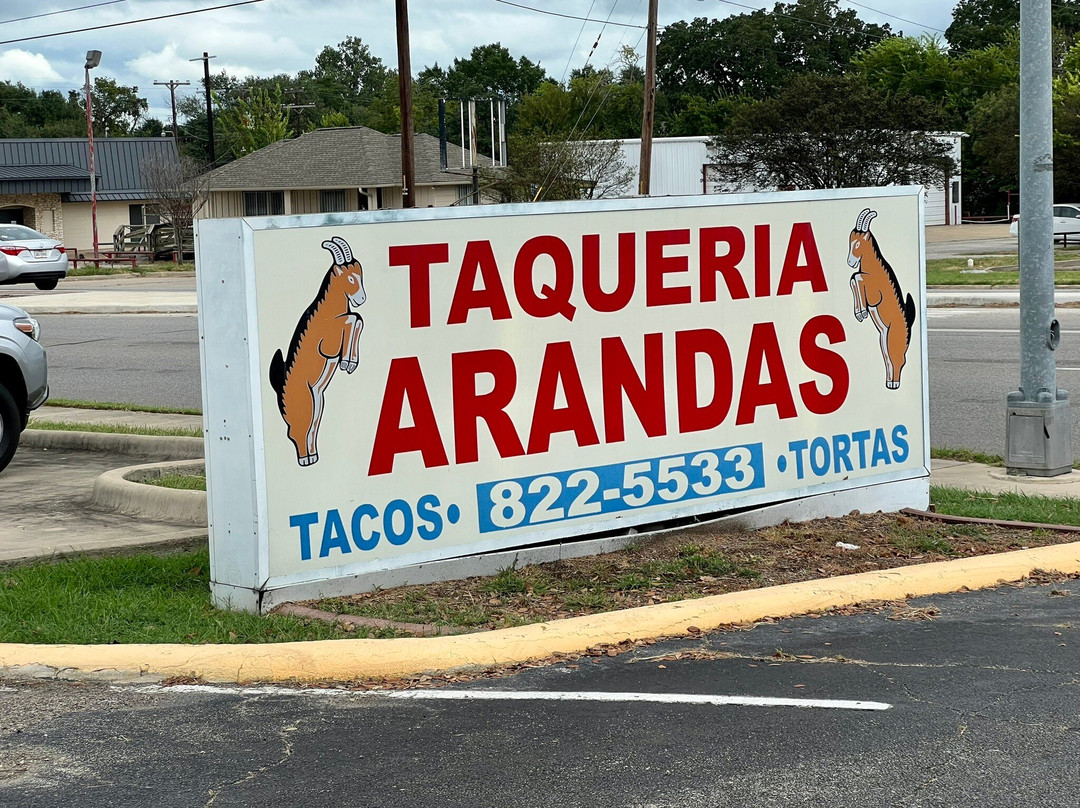 TAQUERIA
ARANDAS
TACOS • 822-5533 • TORTAS